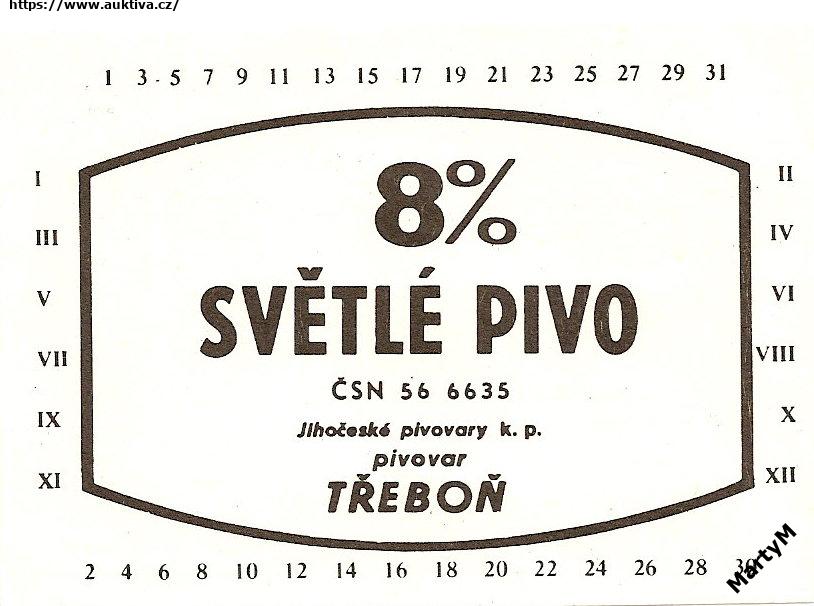 https://www.auktiva.cz/
1 3 5 7 9 11 13 15 17 19 21 23 25 27 29 31
I II
III IV
V VI
VII VIII
IX X
XI XII
8%
SVĚTLÉ PIVO
ČSN 56 6635
Jihočeské pivovary k. p.
pivovar
TŘEBOŇ
2 4 6 8 10 12 14 16 18 20 22 24 26 28 30
MartyM